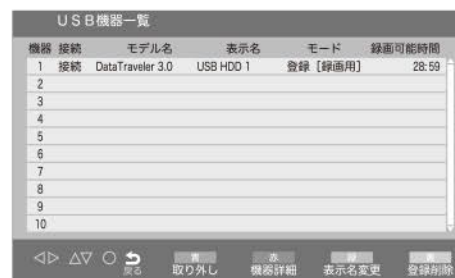 USB機器一覧
機器 接続 モデル名 表示名 モード 録画可能時間
1 接続 DataTraveler 3.0 USB HDD 1 登録［録画用］ 28:59
2
3
4
5
6
7
8
9
10
戻る 青 取り外し 赤 機器詳細 緑 表示名変更 黄 登録削除